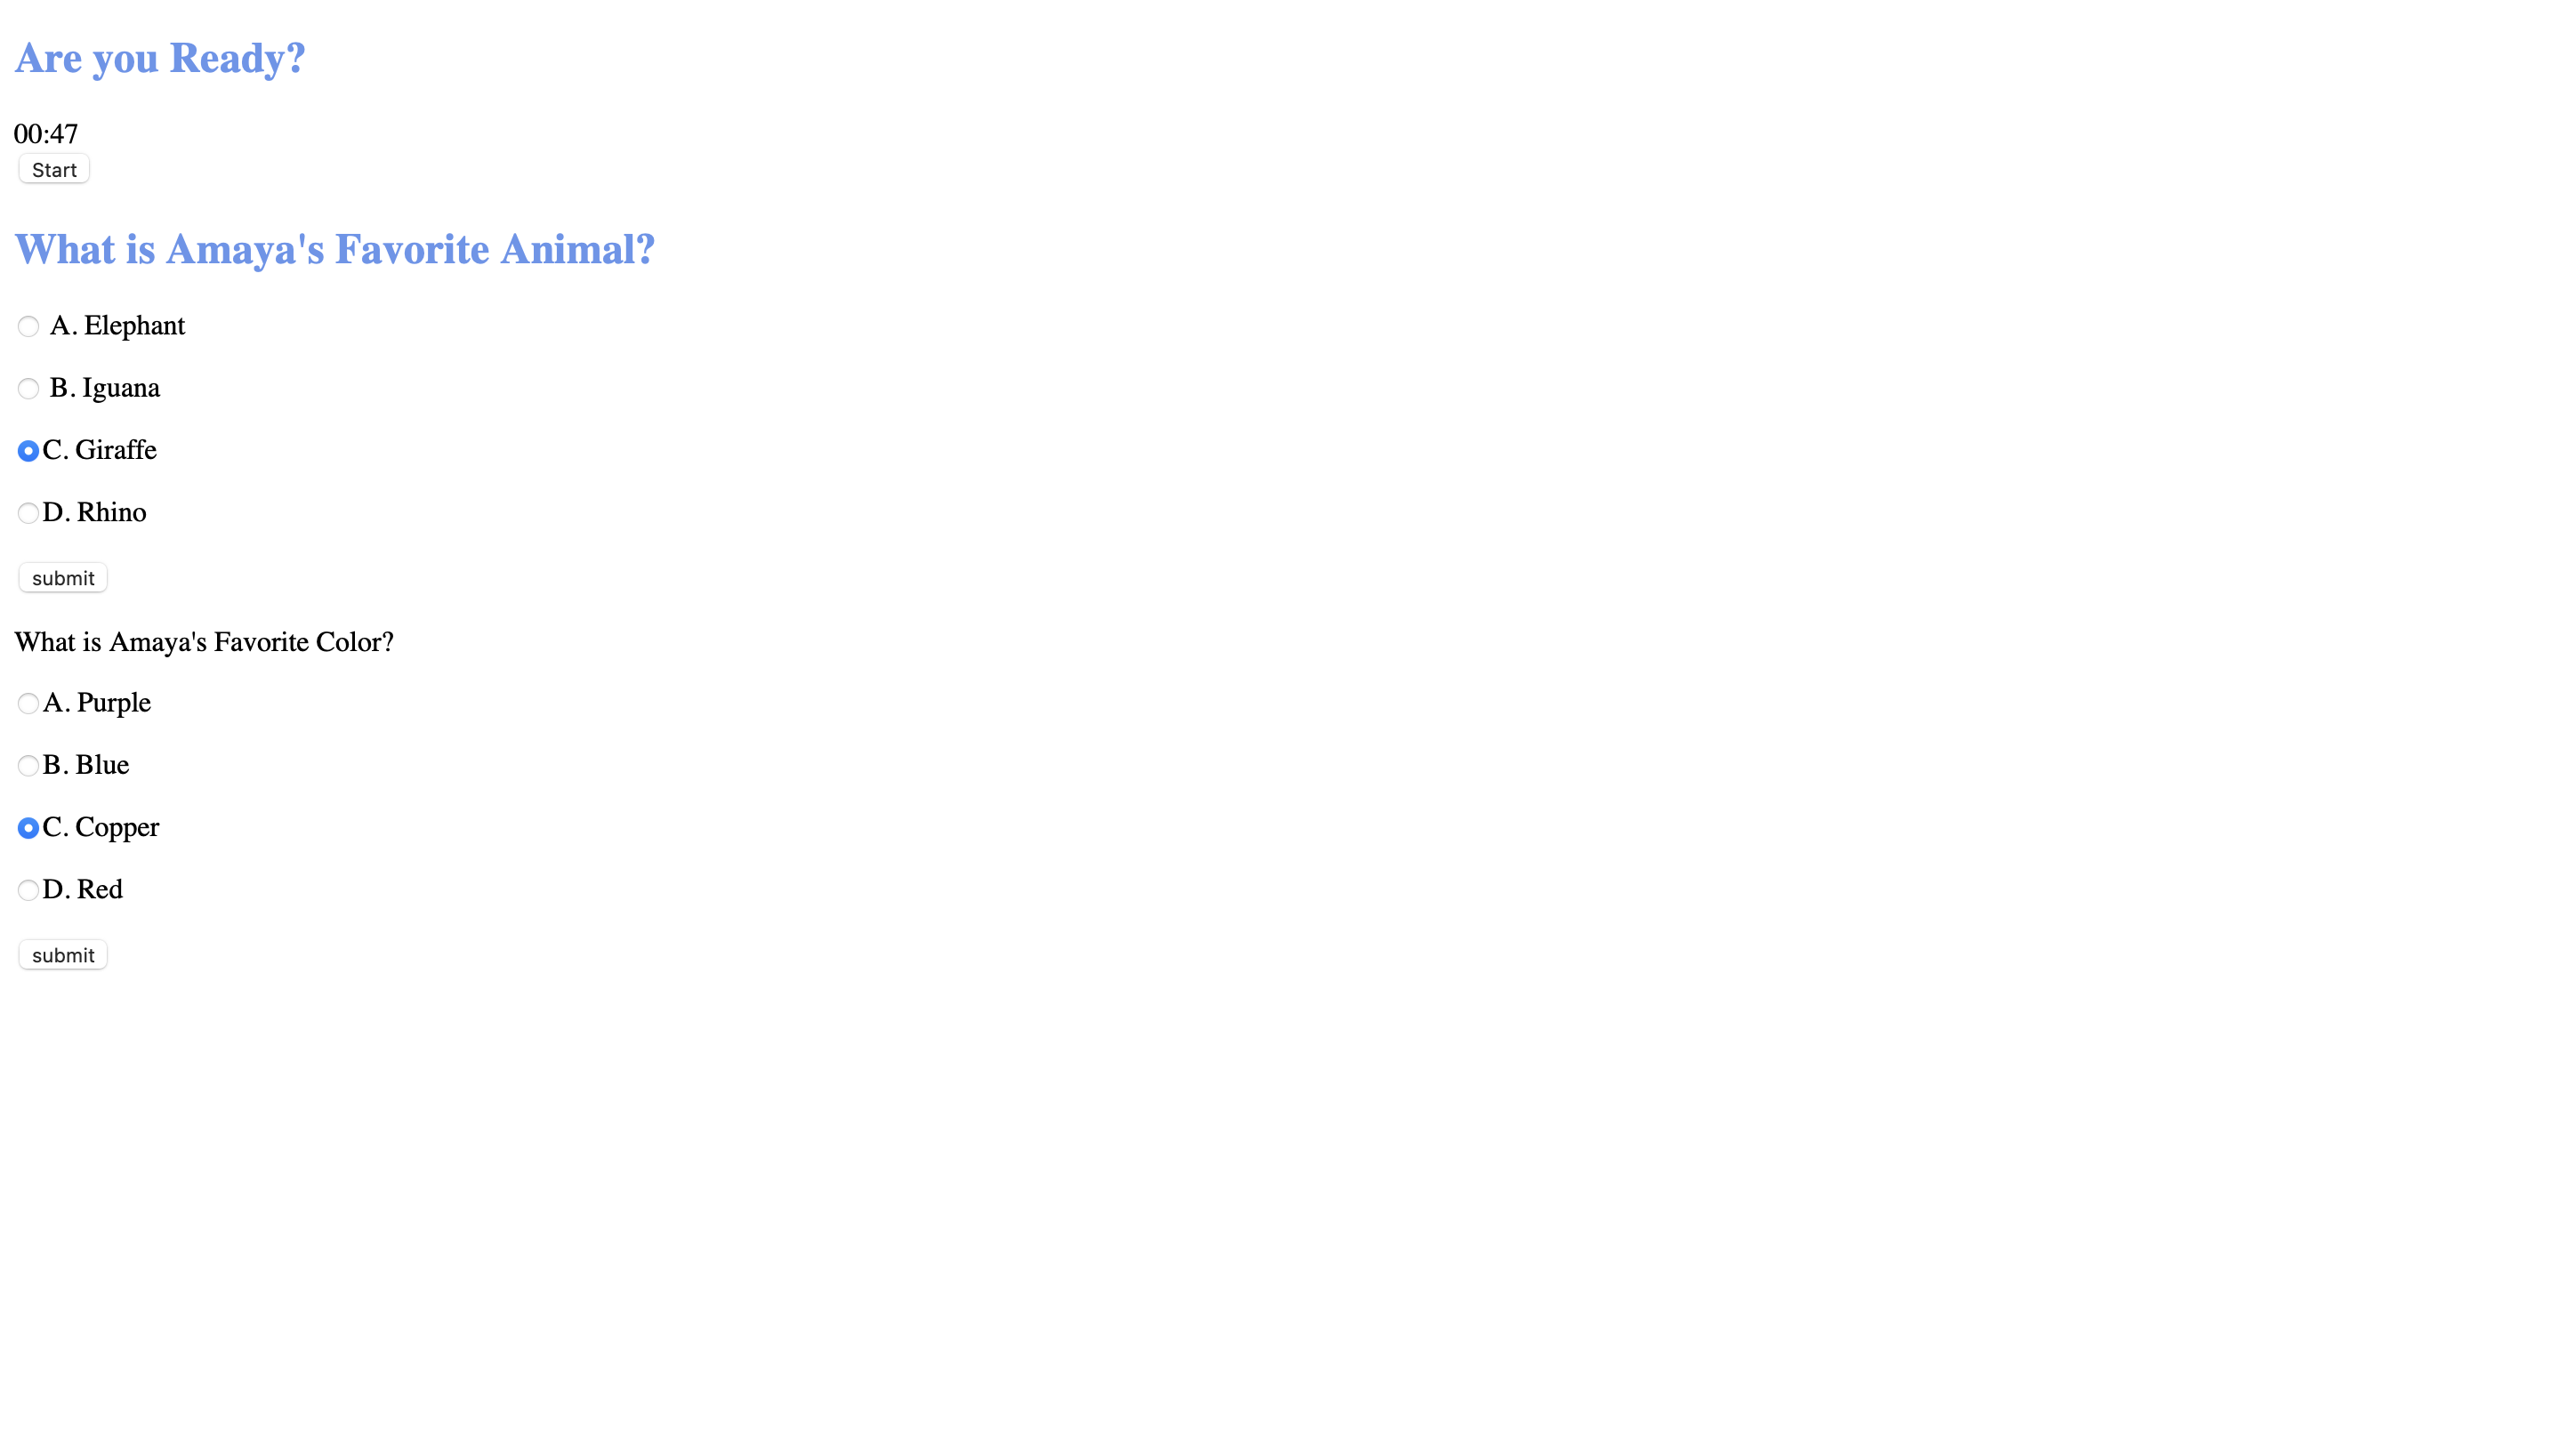 Are you Ready?
00:47
Start
What is Amaya's Favorite Animal?
A. Elephant
B. Iguana
C. Giraffe
D. Rhino
submit
What is Amaya's Favorite Color?
A. Purple
B. Blue
C. Copper
D. Red
submit